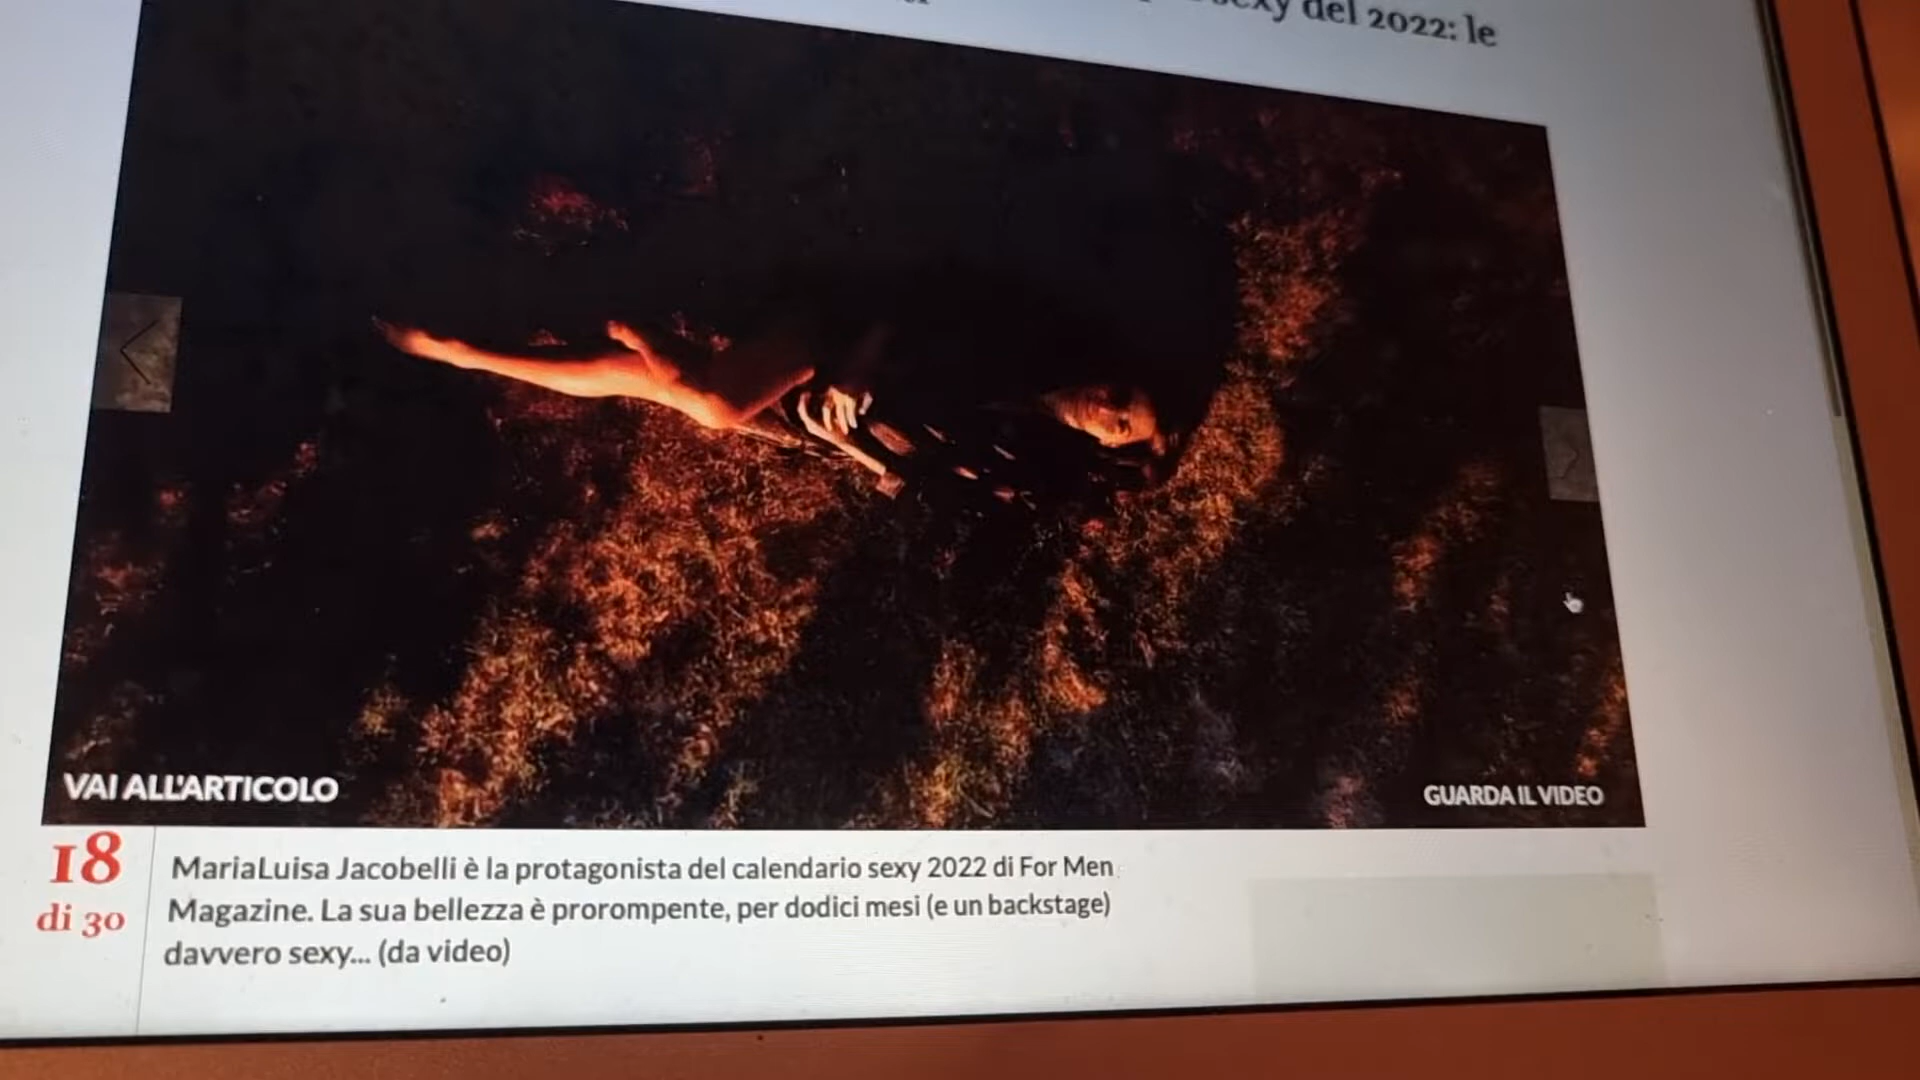 sexy del 2022: le
VAI ALL'ARTICOLO
GUARDA IL VIDEO
18
di 30
MariaLuisa Jacobelli è la protagonista del calendario sexy 2022 di For Men
Magazine. La sua bellezza è prorompente, per dodici mesi (e un backstage)
davvero sexy... (da video)